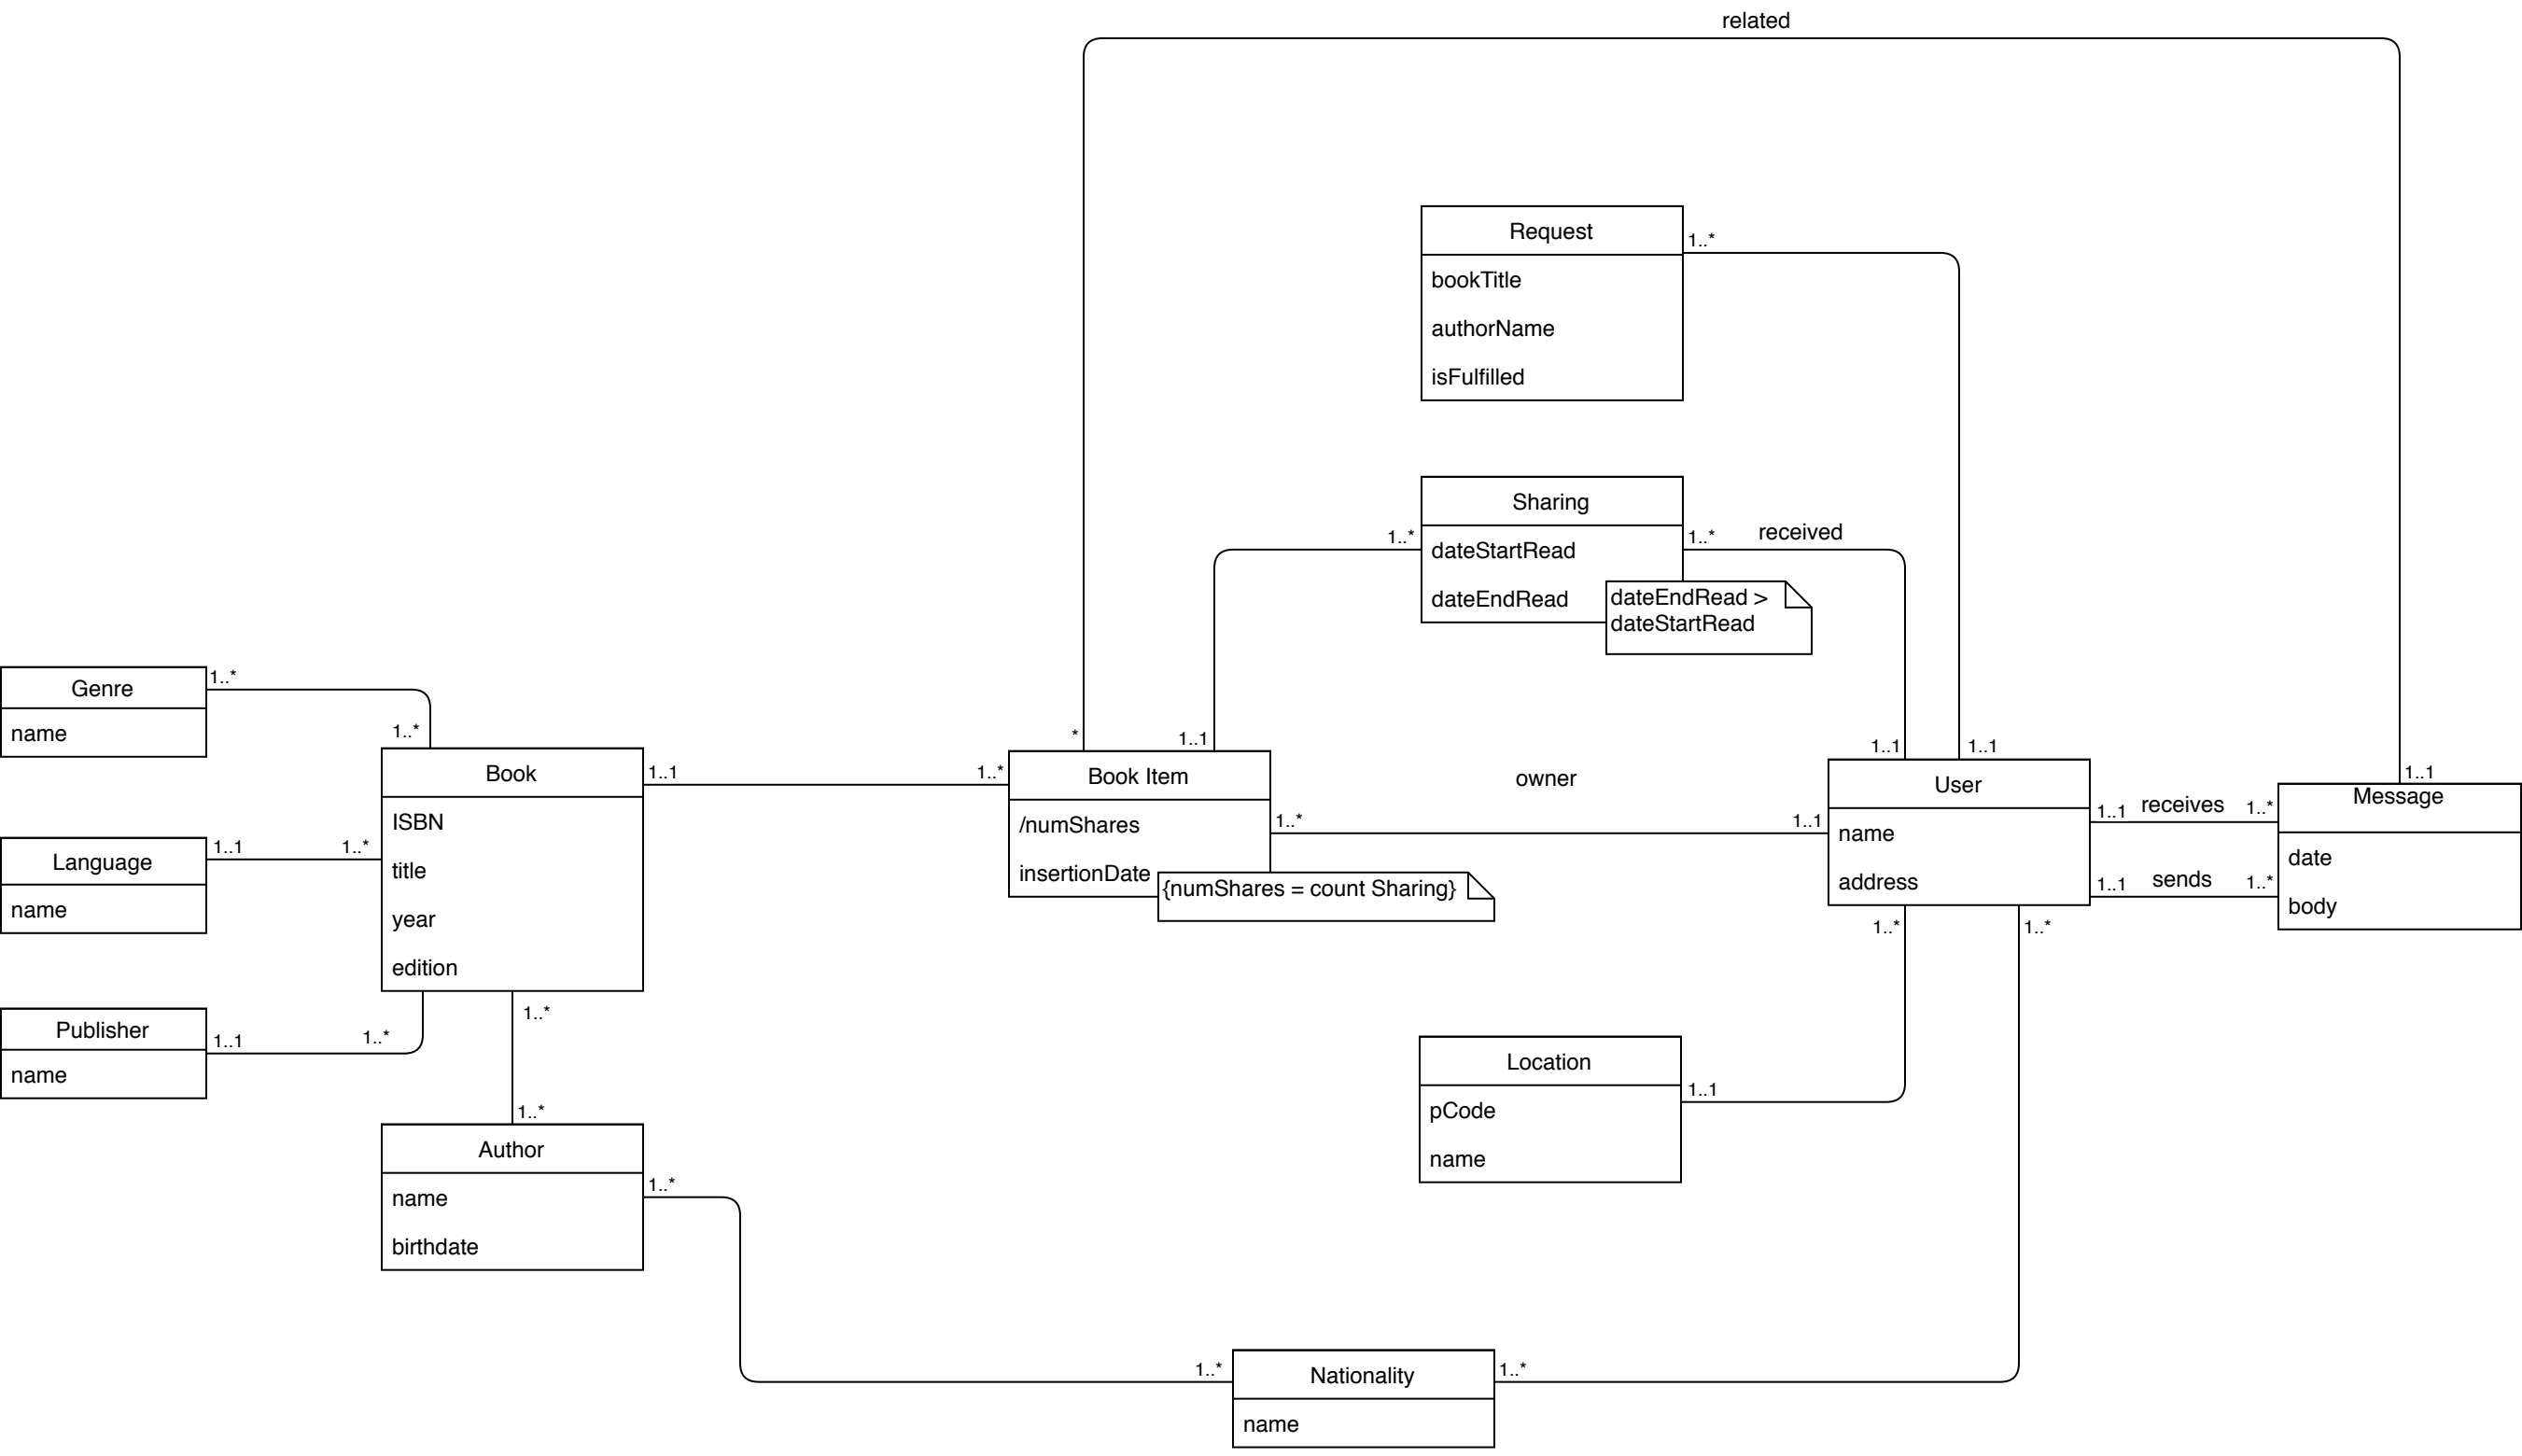 related
Request
1..*
bookTitle
authorName
isFulfilled
Sharing
1..*
dateStartRead
1..*
received
dateEndRead
dateEndRead >
dateStartRead
Genre
1..*
name
1..*
*
1..1
1..1
1..1
Book
1..1
1..*
Book Item
owner
User
1..1
Message
ISBN
/numShares
1..*
1..1
name
1..1
receives
1..*
Language
1..1
1..*
title
insertionDate
{numShares = count Sharing}
address
1..1
sends
1..*
date
name
year
1..*
1..*
body
edition
Publisher
1..1
1..*
1..*
name
Location
1..1
pCode
name
1..*
Author
name
1..*
birthdate
1..*
Nationality
1..*
name